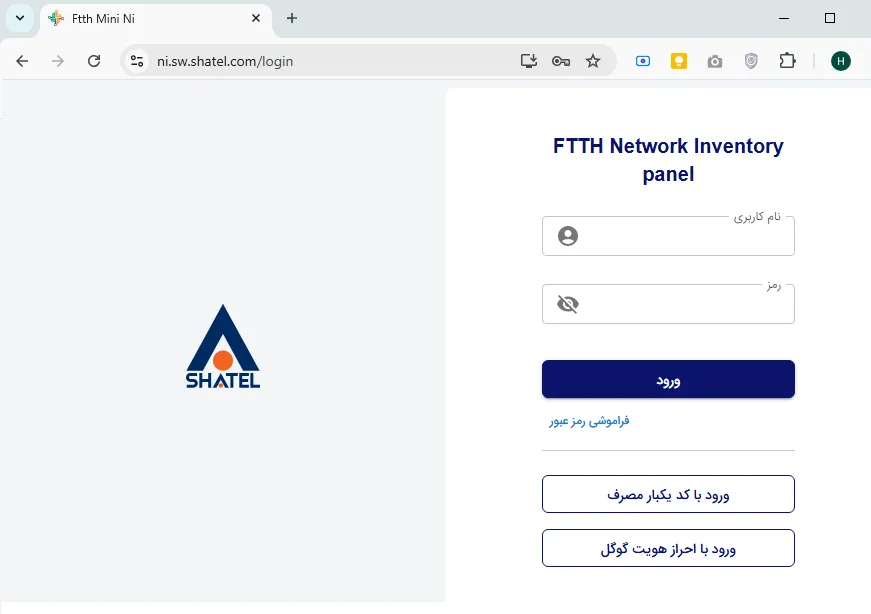 Ftth Mini Ni
ni.sw.shatel.com/login
H
SHATEL
FTTH Network Inventory
panel
نام کاربری
رمز
ورود
فراموشی رمز عبور
ورود با کد یکبار مصرف
ورود با احراز هویت گوگل